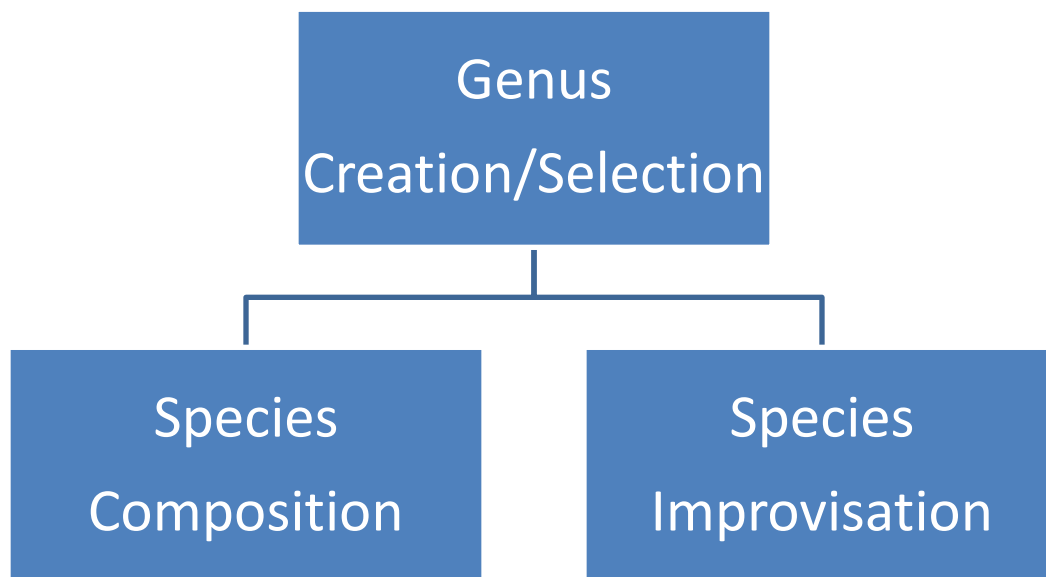 Genus
Creation/Selection
Species
Composition
Species
Improvisation